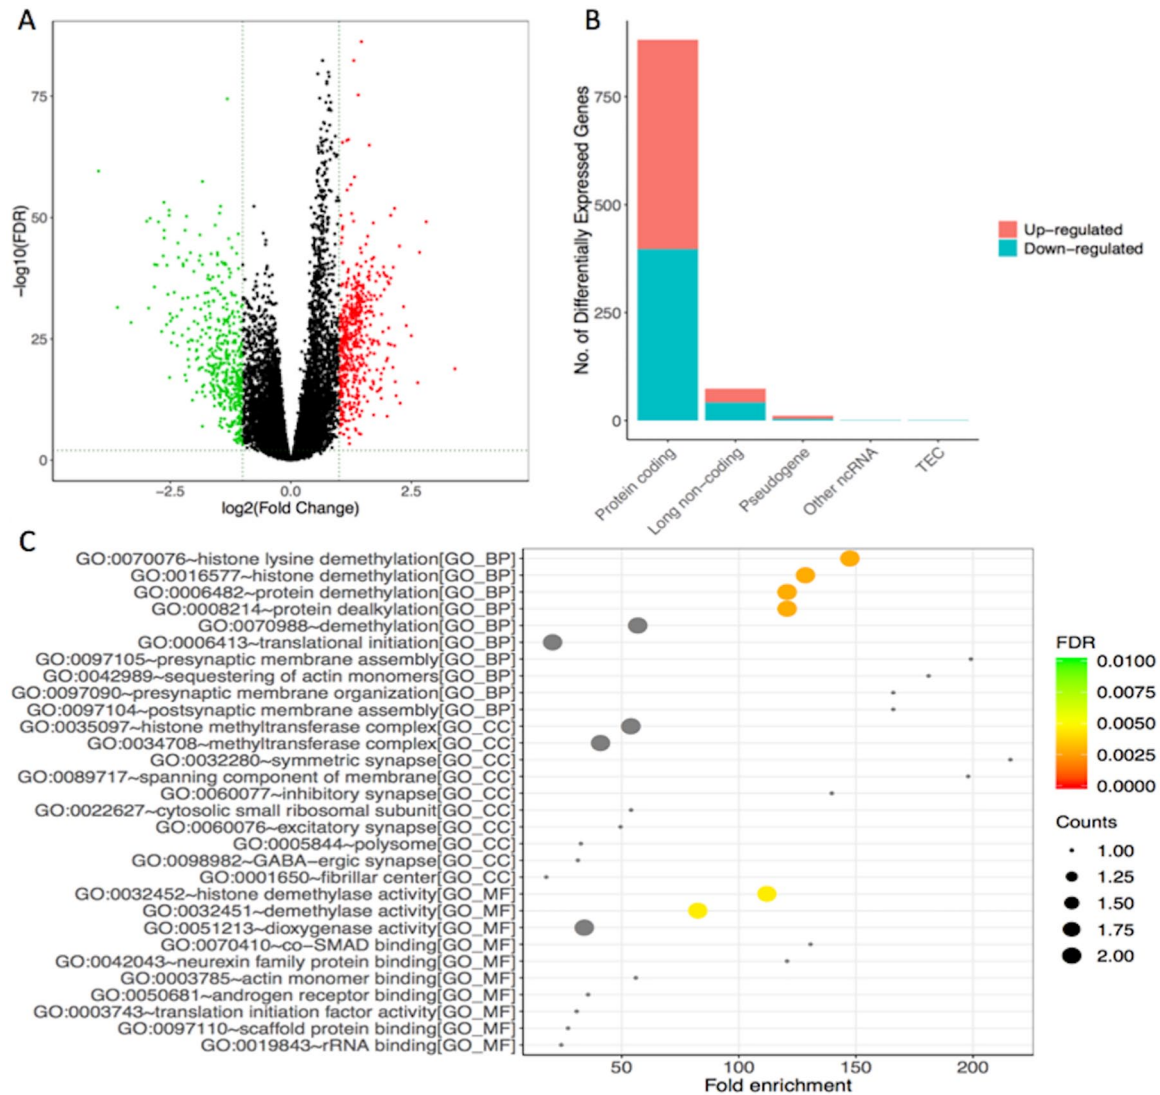 A
75
50
25
0
−log10(FDR)
−2.5
0.0
2.5
log2(Fold Change)
B
750
500
250
0
No. of Differentially Expressed Genes
Protein coding
Long non−coding
Pseudogene
Other ncRNA
TEC
Up−regulated
Down−regulated
C
GO:0070076~histone lysine demethylation[GO_BP]
GO:0016577~histone demethylation[GO_BP]
GO:0006482~protein demethylation[GO_BP]
GO:0008214~protein dealkylation[GO_BP]
GO:0070988~demethylation[GO_BP]
GO:0006413~translational initiation[GO_BP]
GO:0097105~presynaptic membrane assembly[GO_BP]
GO:0042989~sequestering of actin monomers[GO_BP]
GO:0097090~presynaptic membrane organization[GO_BP]
GO:0097104~postsynaptic membrane assembly[GO_BP]
GO:0035097~histone methyltransferase complex[GO_CC]
GO:0034708~methyltransferase complex[GO_CC]
GO:0032280~symmetric synapse[GO_CC]
GO:0089717~spanning component of membrane[GO_CC]
GO:0060077~inhibitory synapse[GO_CC]
GO:0022627~cytosolic small ribosomal subunit[GO_CC]
GO:0060076~excitatory synapse[GO_CC]
GO:0005844~polysome[GO_CC]
GO:0098982~GABA−ergic synapse[GO_CC]
GO:0001650~fibrillar center[GO_CC]
GO:0032452~histone demethylase activity[GO_MF]
GO:0032451~demethylase activity[GO_MF]
GO:0051213~dioxygenase activity[GO_MF]
GO:0070410~co−SMAD binding[GO_MF]
GO:0042043~neurexin family protein binding[GO_MF]
GO:0003785~actin monomer binding[GO_MF]
GO:0050681~androgen receptor binding[GO_MF]
GO:0003743~translation initiation factor activity[GO_MF]
GO:0097110~scaffold protein binding[GO_MF]
GO:0019843~rRNA binding[GO_MF]
50
100
150
200
Fold enrichment
FDR
0.0100
0.0075
0.0050
0.0025
0.0000
Counts
1.00
1.25
1.50
1.75
2.00